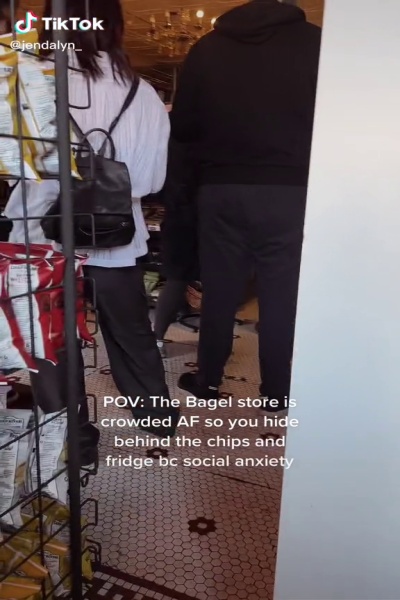 TikTok
@jendalyn_
POV: The Bagel store is
crowded AF so you hide
behind the chips and
fridge bc social anxiety